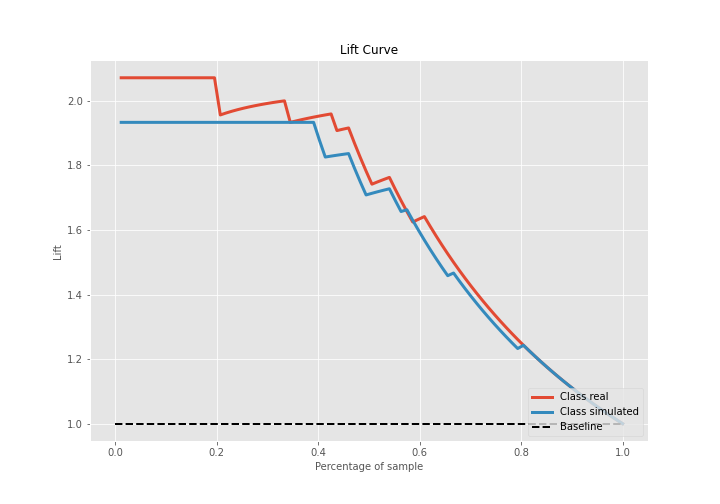 Lift Curve
2.0
1.8
1.6
1.4
1.2
1.0
Lift
0.0 0.2 0.4 0.6 0.8 1.0
Percentage of sample
Class real
Class simulated
Baseline